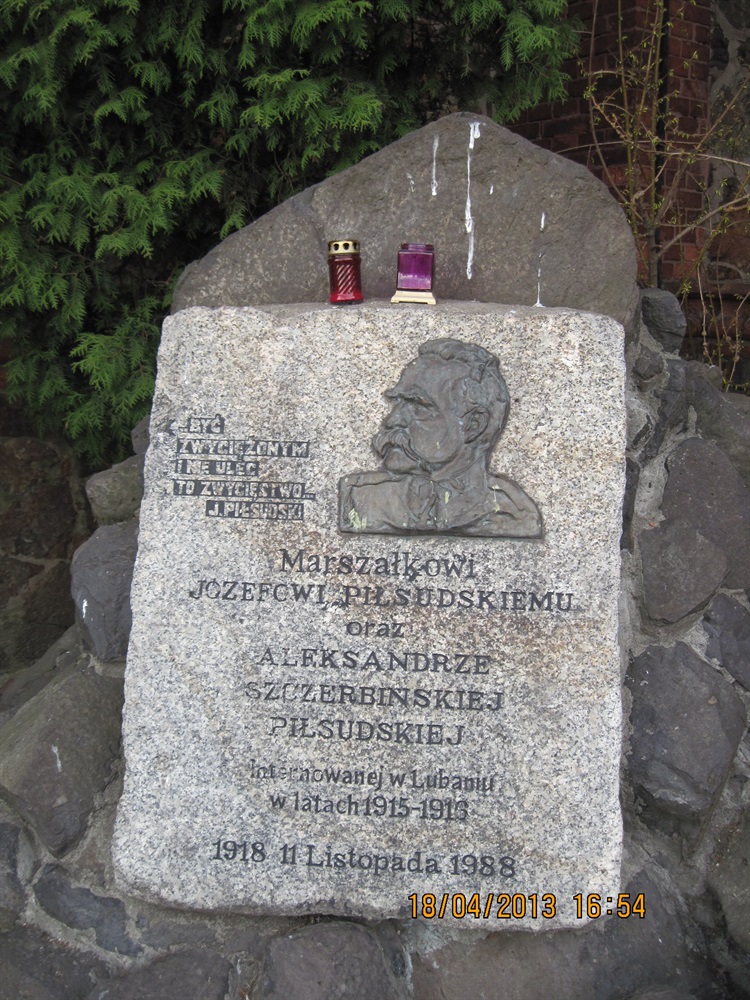 „BYĆ
ZWYCIĘŻONYM
I NIE ULEC
TO ZWYCIĘSTWO...
J.PIŁSUDSKI
Marszałkowi
JÓZEFOWI PIŁSUDSKIEMU
oraz
ALEKSANDRZE
SZCZERBIŃSKIEJ
PIŁSUDSKIEJ
Internowanej w Lubaniu
w latach 1915-1916
1918 11 Listopada 1988
18/04/2013 16:54